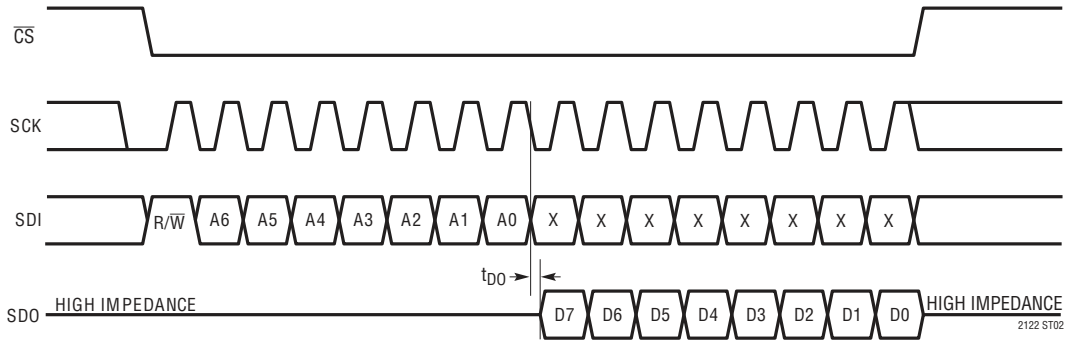 C̅S̅
SCK
SDI R/W̅ A6 A5 A4 A3 A2 A1 A0 X X X X X X X X
tDO
SDO HIGH IMPEDANCE D7 D6 D5 D4 D3 D2 D1 D0 HIGH IMPEDANCE
2122 ST02